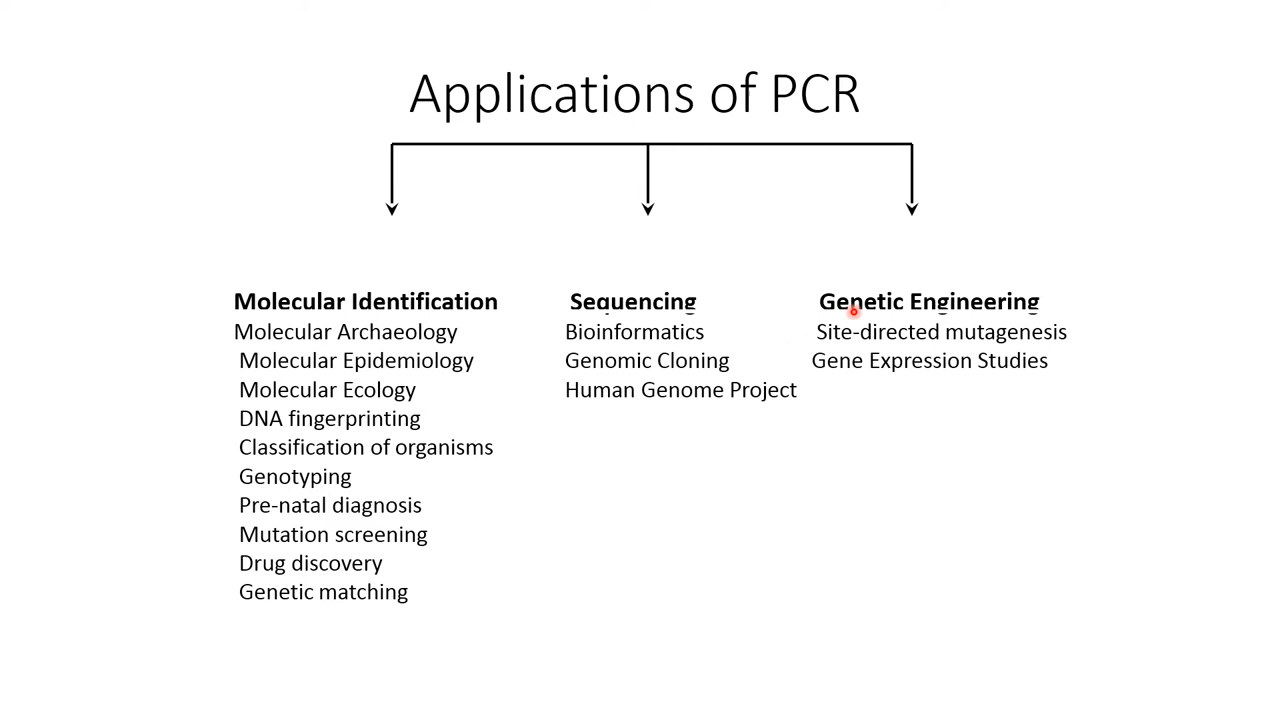 Applications of PCR
Molecular Identification
Molecular Archaeology
Molecular Epidemiology
Molecular Ecology
DNA fingerprinting
Classification of organisms
Genotyping
Pre-natal diagnosis
Mutation screening
Drug discovery
Genetic matching
Sequencing
Bioinformatics
Genomic Cloning
Human Genome Project
Genetic Engineering
Site-directed mutagenesis
Gene Expression Studies